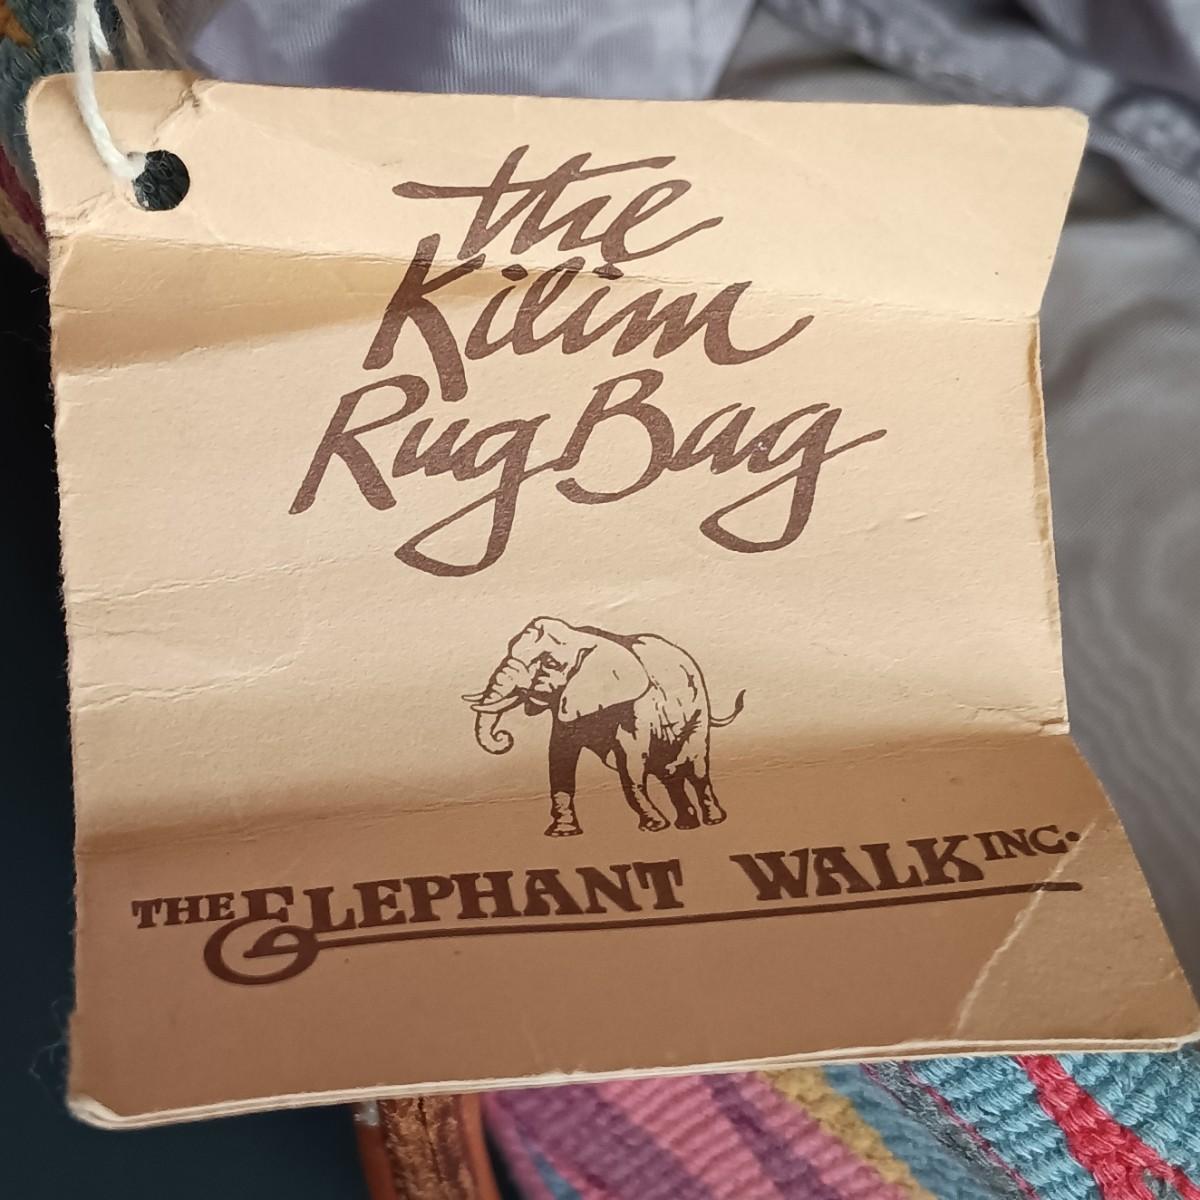 the
Kilim
Rug Bag
THE ELEPHANT WALK INC.